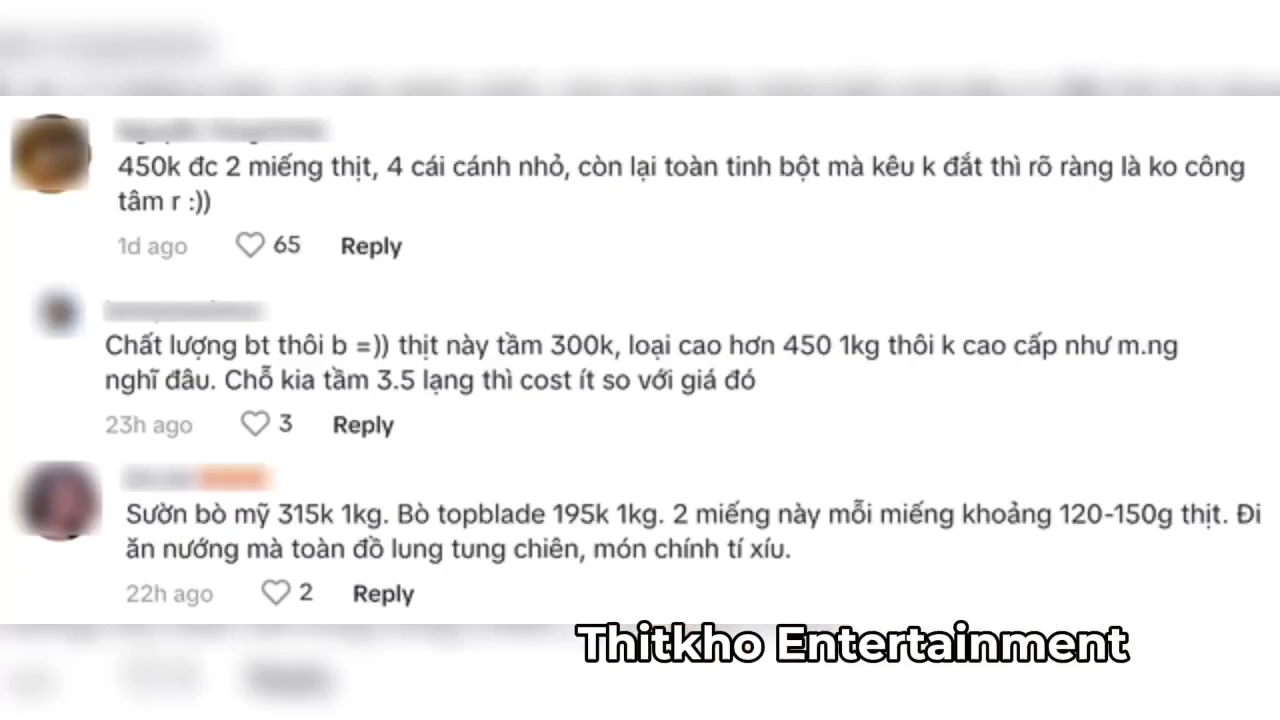 450k đc 2 miếng thịt, 4 cái cánh nhỏ, còn lại toàn tinh bột mà kêu k đắt thì rõ ràng là ko công
tâm r :))
1d ago 65 Reply
Chất lượng bt thôi b =)) thịt này tầm 300k, loại cao hơn 450 1kg thôi k cao cấp như m.ng
nghĩ đâu. Chỗ kia tầm 3.5 lạng thì cost ít so với giá đó
23h ago 3 Reply
Sườn bò mỹ 315k 1kg. Bò topblade 195k 1kg. 2 miếng này mỗi miếng khoảng 120-150g thịt. Đi
ăn nướng mà toàn đồ lung tung chiên, món chính tí xíu.
22h ago 2 Reply
Thitkho Entertainment